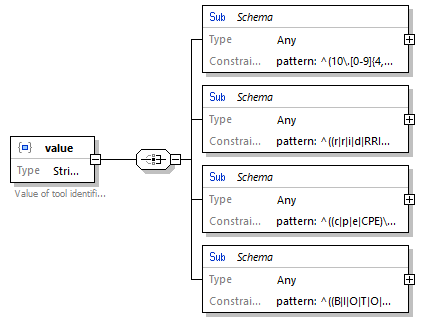 Sub Schema
Type Any
Constrai... pattern: ^(10\.[0-9]{4,...
Sub Schema
Type Any
Constrai... pattern: ^((r|r|i|d|RRI...
value
Type Stri...
Value of tool identifi...
Sub Schema
Type Any
Constrai... pattern: ^((c|p|e|CPE)\...
Sub Schema
Type Any
Constrai... pattern: ^((B|I|O|T|O|...